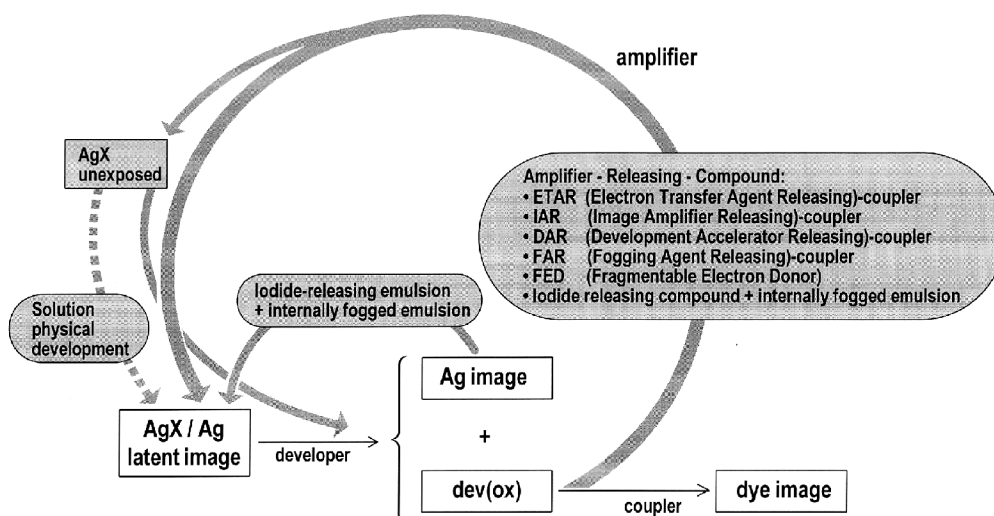 amplifier
AgX
unexposed
Amplifier - Releasing - Compound:
• ETAR (Electron Transfer Agent Releasing)-coupler
• IAR (Image Amplifier Releasing)-coupler
• DAR (Development Accelerator Releasing)-coupler
• FAR (Fogging Agent Releasing)-coupler
• FED (Fragmentable Electron Donor)
• Iodide releasing compound + internally fogged emulsion
Iodide-releasing emulsion
+ internally fogged emulsion
Solution
physical
development
Ag image
+
AgX / Ag
latent image
developer
dev(ox)
coupler
dye image